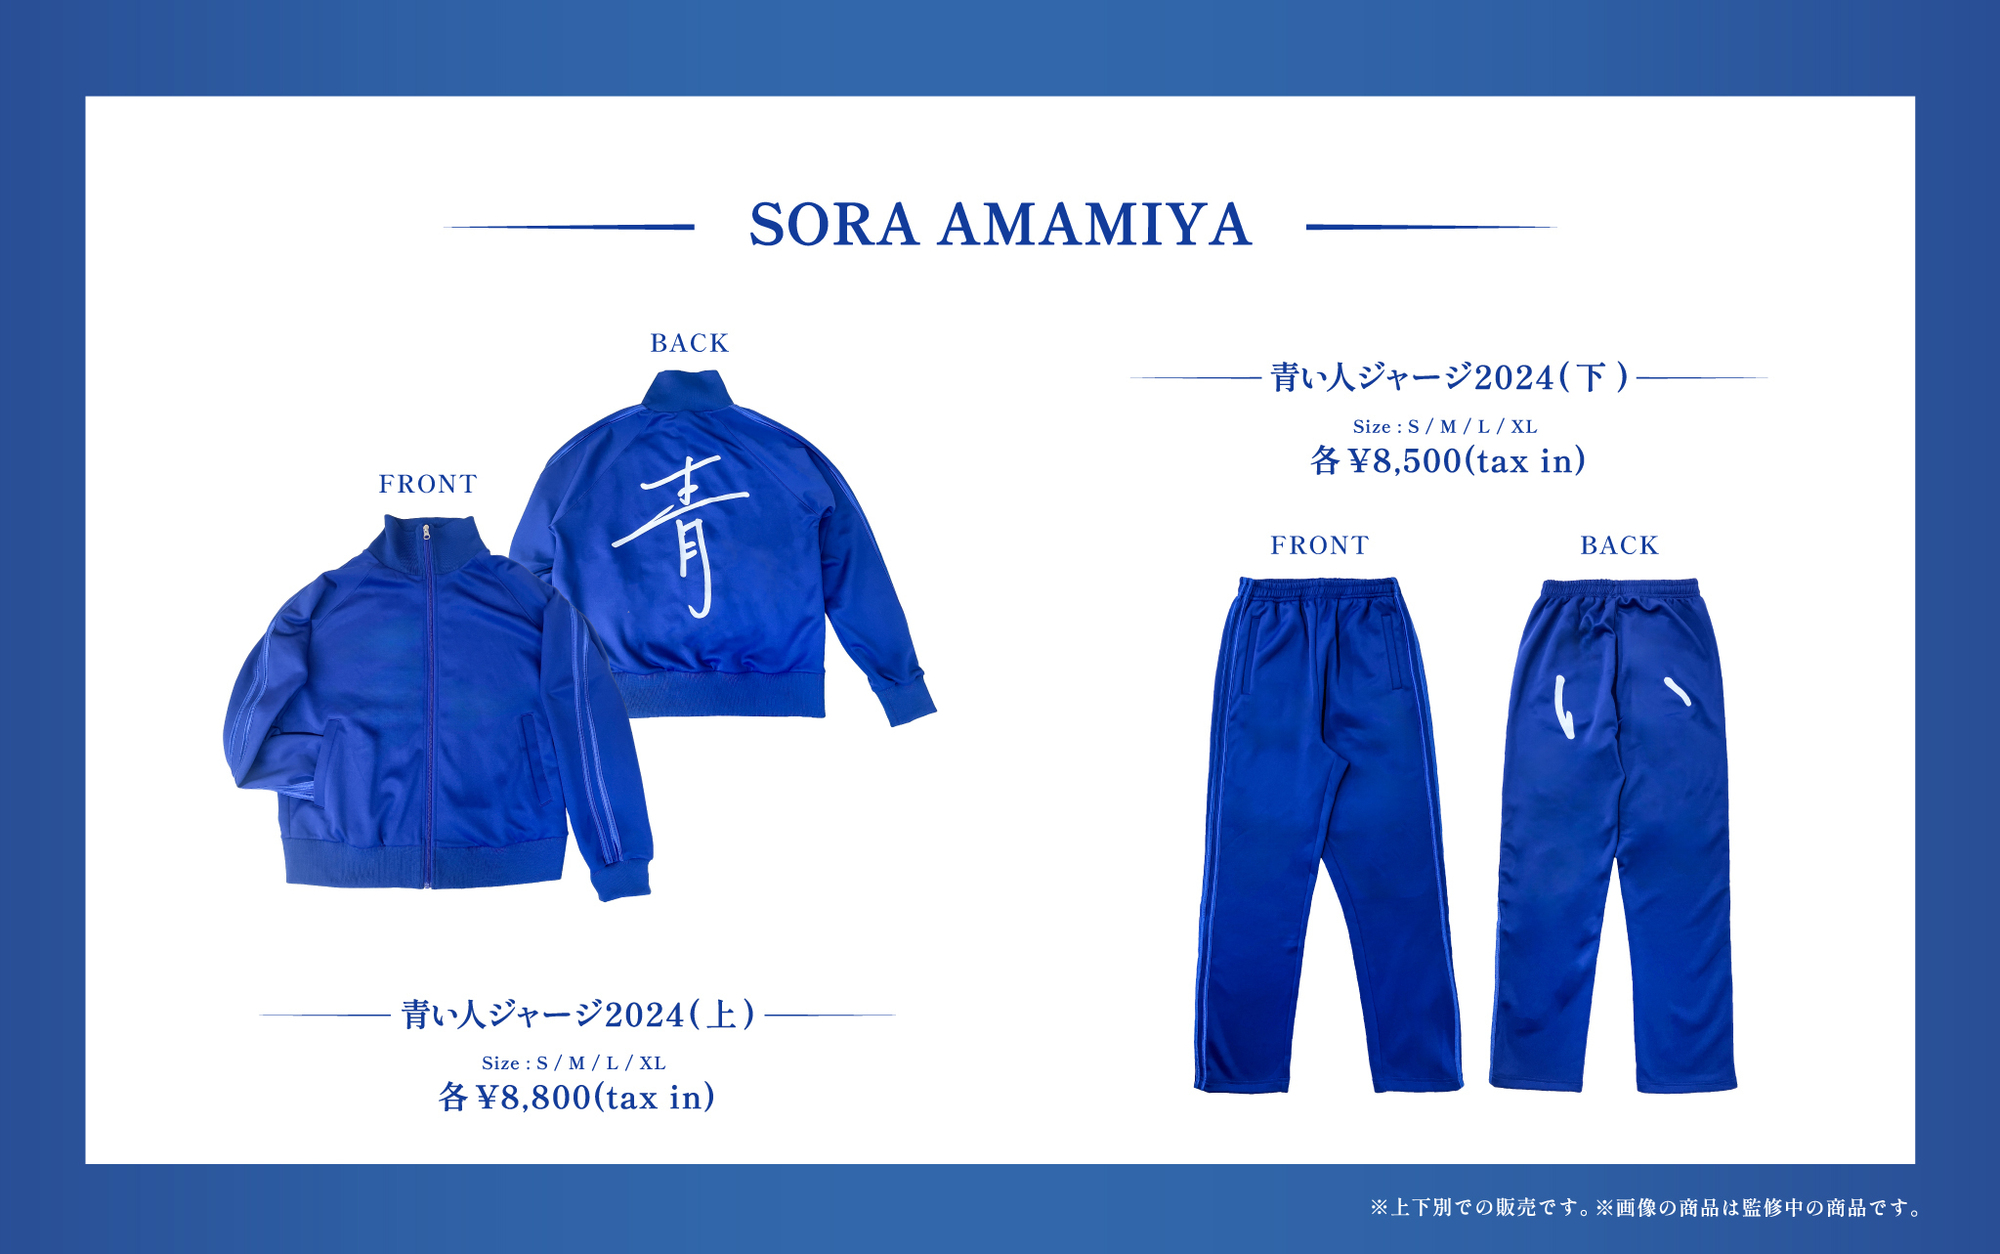 SORA AMAMIYA
BACK
FRONT
青
青い人ジャージ2024(上)
Size : S / M / L / XL
各¥8,800(tax in)
青い人ジャージ2024(下)
Size : S / M / L / XL
各¥8,500(tax in)
FRONT
BACK
い
※上下別での販売です。※画像の商品は監修中の商品です。